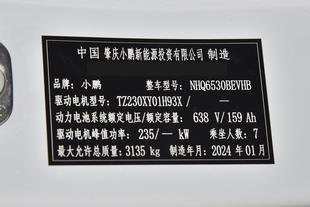 中国 肇庆小鹏新能源投资有限公司 制造
品牌：小鹏 整车型号：NHQ6530BEVHB
驱动电机型号：TZ230XY01H93X / —
动力电池系统额定电压/额定容量： 638 V/159 Ah
驱动电机峰值功率：235/— kW 乘坐人数 7
最大允许总质量：3135 kg 制造年月：2024 年 01月